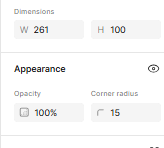 Dimensions
W 261 H 100
Appearance
Opacity Corner radius
100% 15